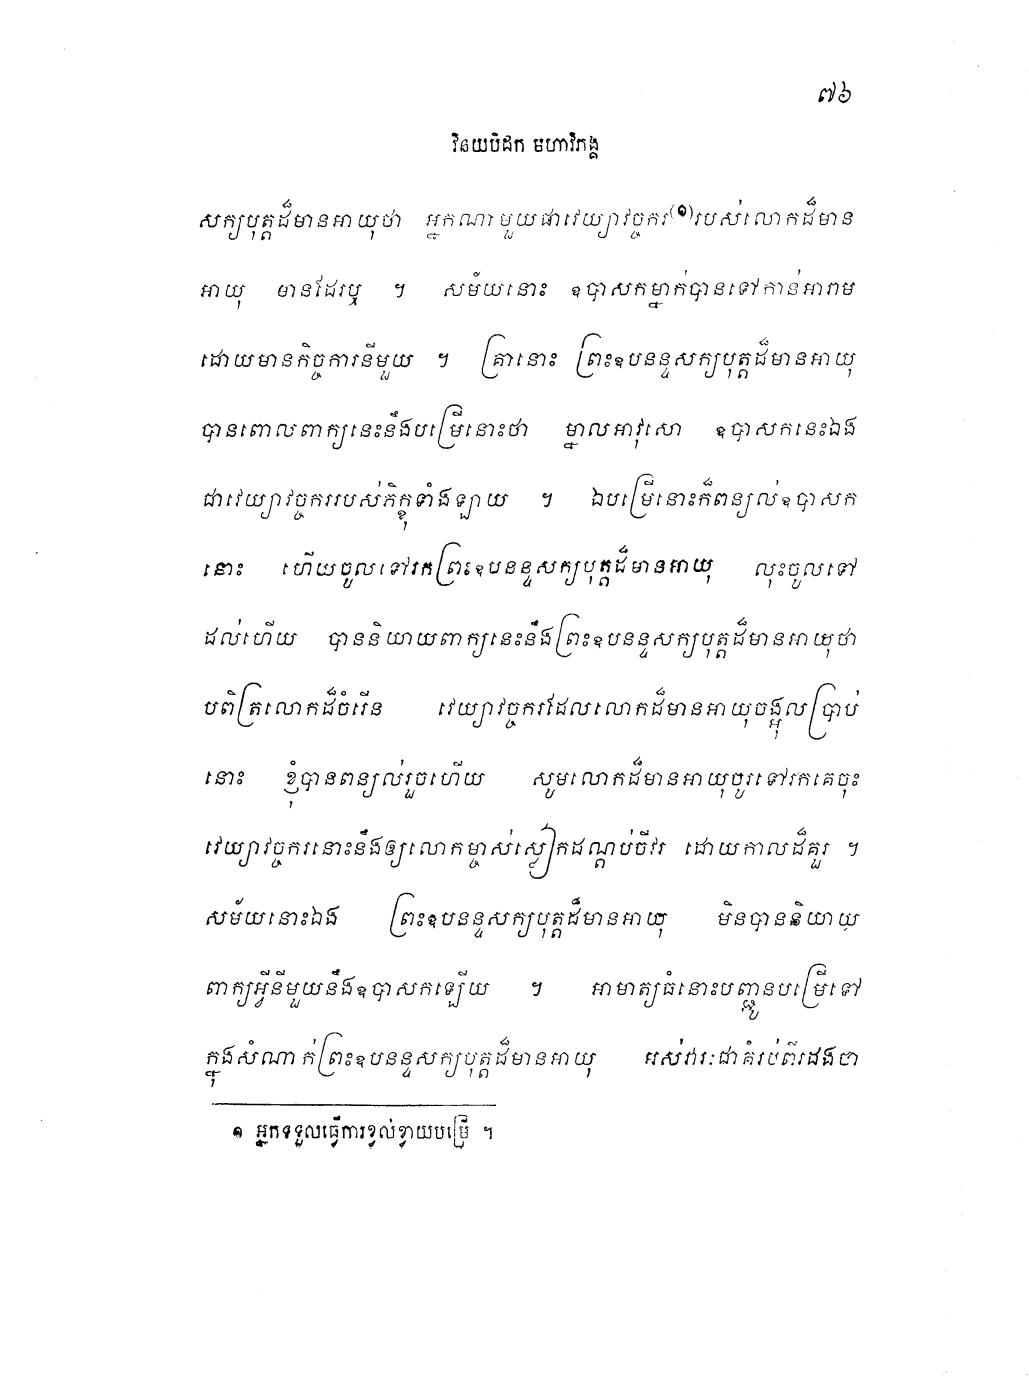 ៧៦
វិនយបិដក មហាវិភង្គ
សក្យបុត្តដ៏មានអាយុថា អ្នកណាមួយជាវេយ្យាវច្ចករ(១)របស់លោកដ៏មាន
អាយុ មានដែរឬ ។ សម័យនោះ ឧបាសកម្នាក់បានទៅកាន់អារាម
ដោយមានកិច្ចការនីមួយ ។ គ្រានោះ ព្រះឧបនន្ទសក្យបុត្តដ៏មានអាយុ
បានពោលពាក្យនេះនឹងបម្រើនោះថា ម្នាលអាវុសោ ឧបាសកនេះឯង
ជាវេយ្យាវច្ចកររបស់ភិក្ខុទាំងឡាយ ។ ឯបម្រើនោះក៏ពន្យល់ឧបាសក
នោះ ហើយចូលទៅរកព្រះឧបនន្ទសក្យបុត្តដ៏មានអាយុ លុះចូលទៅ
ដល់ហើយ បាននិយាយពាក្យនេះនឹងព្រះឧបនន្ទសក្យបុត្តដ៏មានអាយុថា
បពិត្រលោកដ៏ចំរើន វេយ្យាវច្ចករដែលលោកដ៏មានអាយុចង្អុលប្រាប់
នោះ ខ្ញុំបានពន្យល់រួចហើយ សូមលោកដ៏មានអាយុចូរទៅរកគេចុះ
វេយ្យាវច្ចករនោះនឹងឲ្យលោកម្ចាស់ស្លៀកដណ្តប់ចីវរ ដោយកាលដ៏គួរ ។
សម័យនោះឯង ព្រះឧបនន្ទសក្យបុត្តដ៏មានអាយុ មិនបាននិយាយ
ពាក្យអ្វីនីមួយនឹងឧបាសកឡើយ ។ អាមាត្យធំនោះបញ្ជូនបម្រើទៅ
ក្នុងសំណាក់ព្រះឧបនន្ទសក្យបុត្តដ៏មានអាយុ អស់វារៈជាគំរប់ពីរដងថា
១ អ្នកទទួលធ្វើការខ្វល់ខ្វាយបម្រើ ។